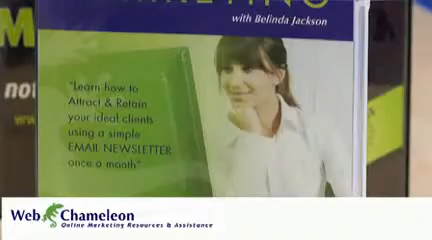 with Belinda Jackson
"Learn how to
Attract & Retain
your ideal clients
using a simple
EMAIL NEWSLETTER
once a month"
Web Chameleon
Online Marketing Resources & Assistance